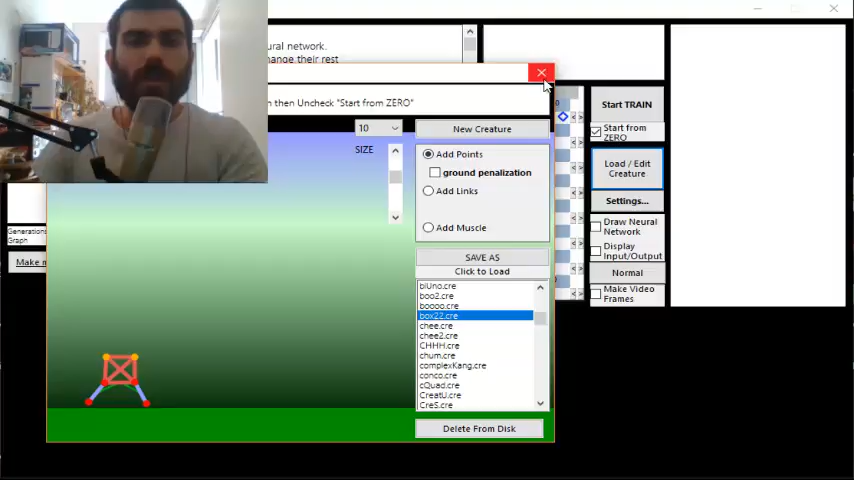 ural network.
ange their rest
n then Uncheck "Start from ZERO"
10
New Creature
SIZE
Add Points
ground penalization
Add Links
Add Muscle
SAVE AS
Click to Load
biUno.cre
boo2.cre
boooo.cre
box22.cre
chee.cre
chee2.cre
CHHH.cre
chum.cre
complexKang.cre
conco.cre
cQuad.cre
CreatU.cre
CreS.cre
Delete From Disk
Start TRAIN
Start from
ZERO
Load / Edit
Creature
Settings...
Draw Neural
Network
Display
Input/Output
Normal
Make Video
Frames
Generations
Graph
Make m